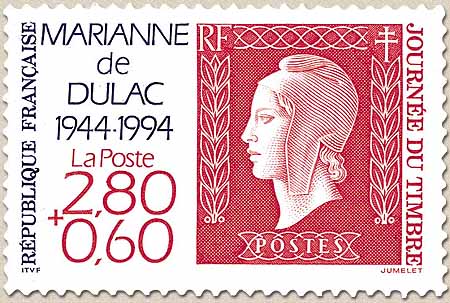 RÉPUBLIQUE FRANÇAISE
MARIANNE
de
DULAC
1944·1994
La Poste
2,80
+0,60
RF
POSTES
JOURNÉE DU TIMBRE
ITVF
JUMELET